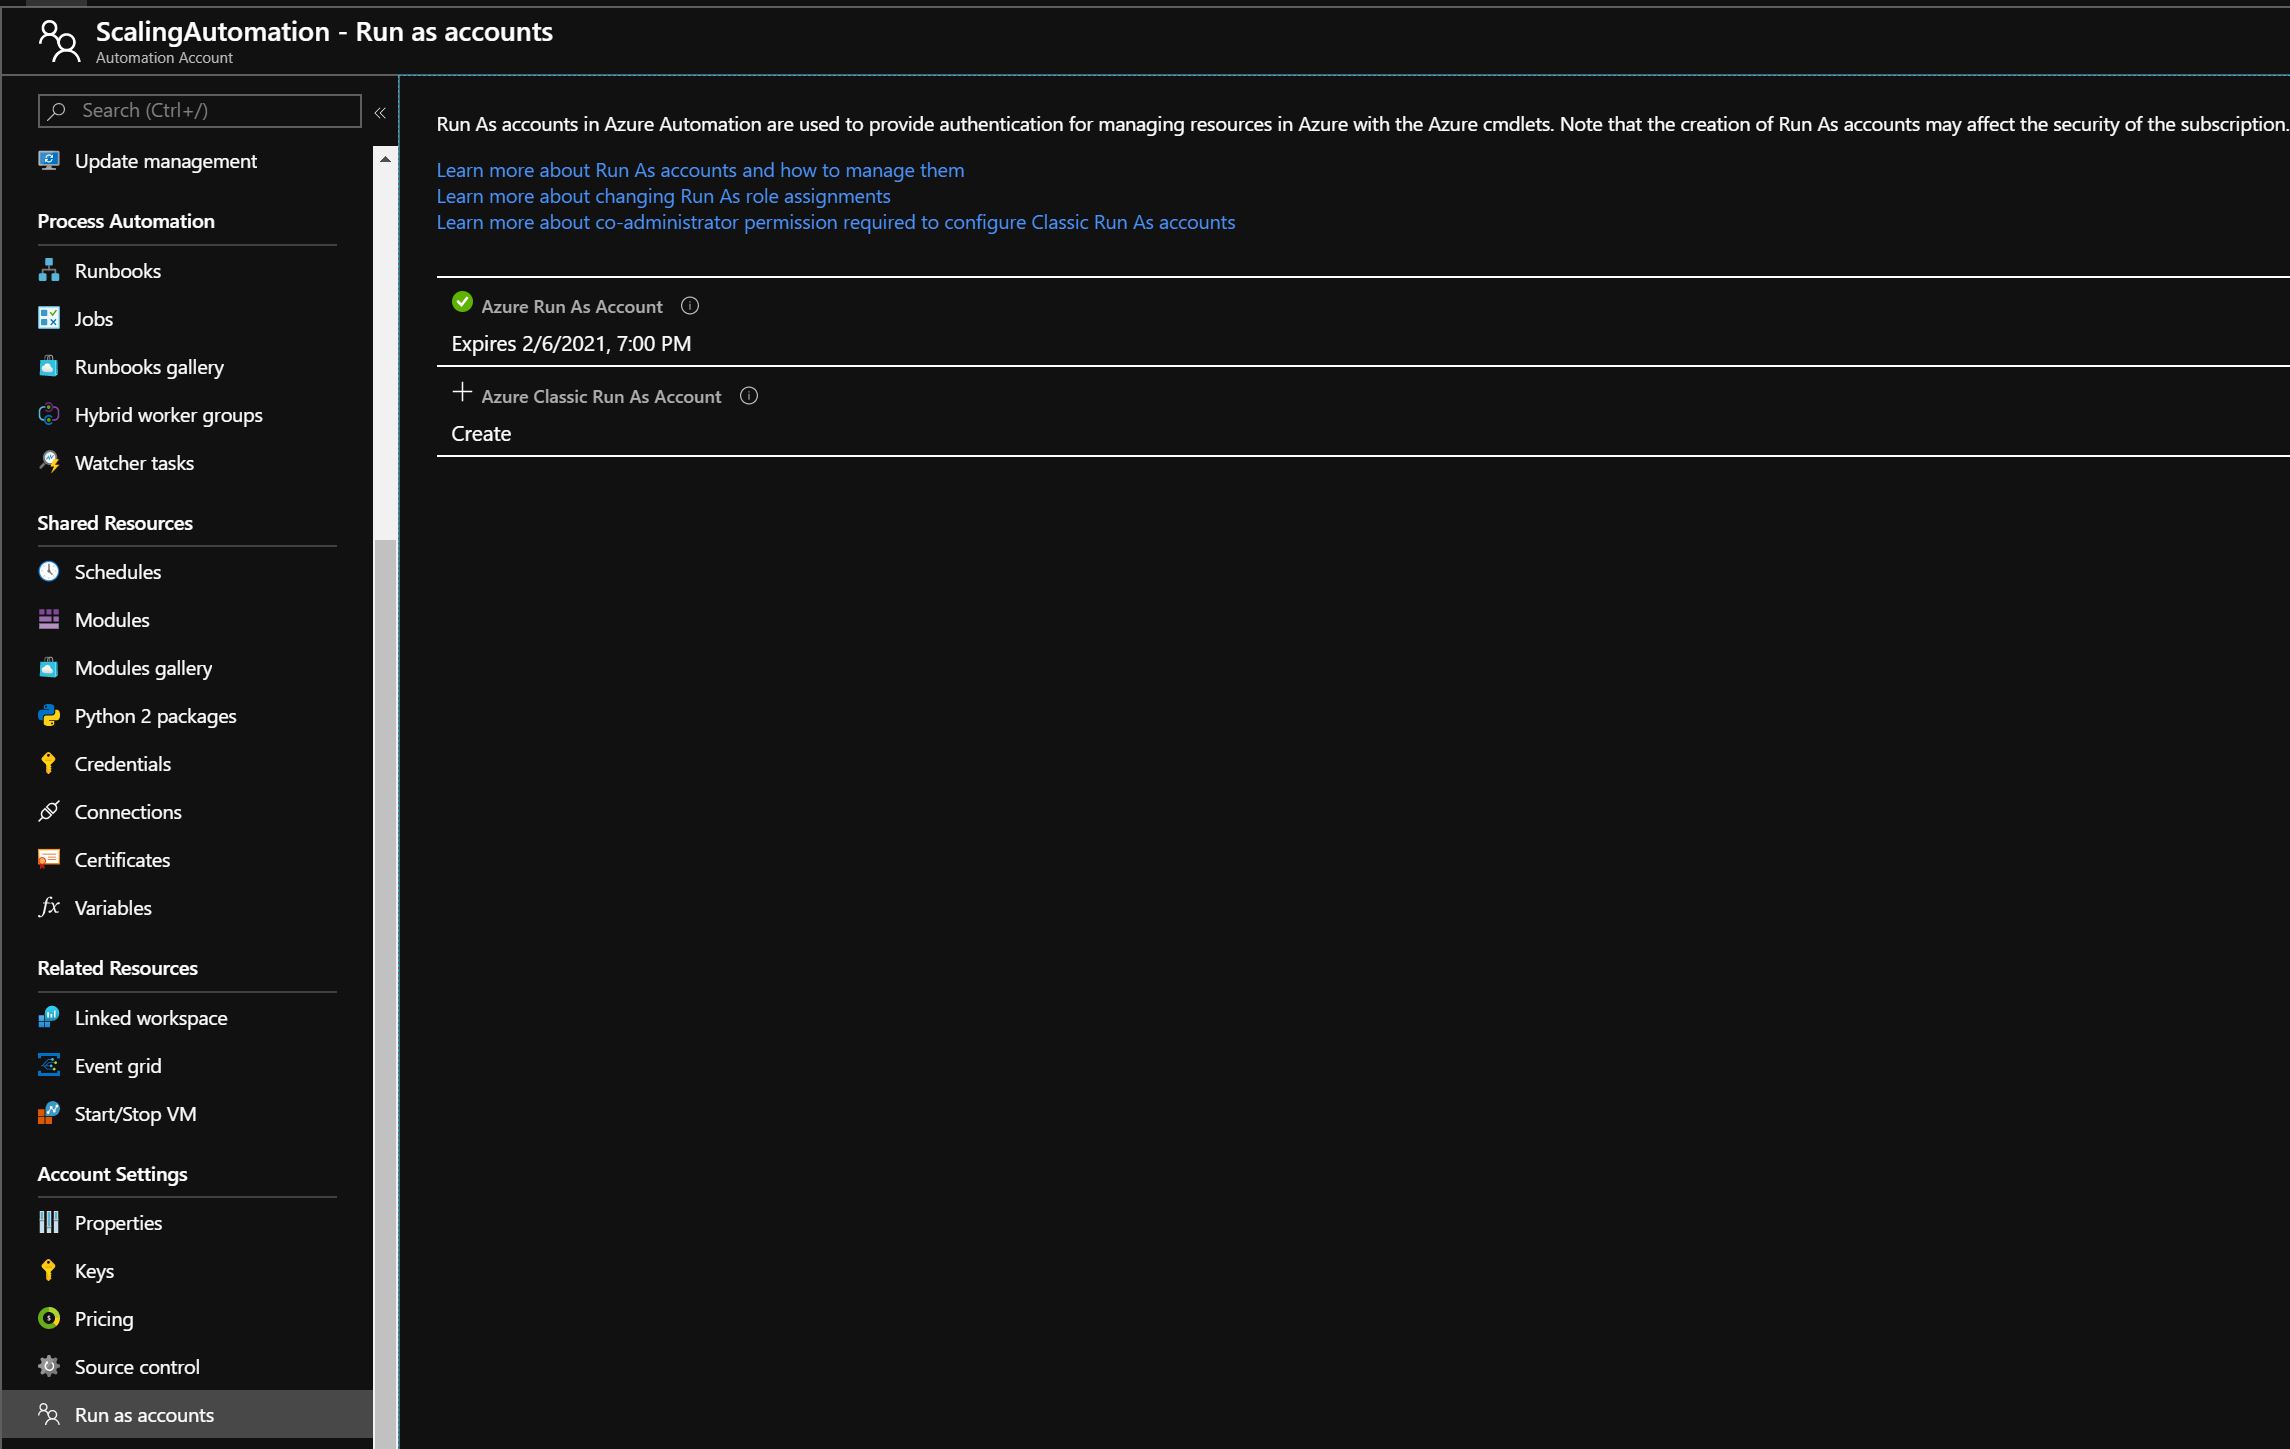 ScalingAutomation - Run as accounts
Automation Account
Search (Ctrl+/)
Update management
Process Automation
Runbooks
Jobs
Runbooks gallery
Hybrid worker groups
Watcher tasks
Shared Resources
Schedules
Modules
Modules gallery
Python 2 packages
Credentials
Connections
Certificates
Variables
Related Resources
Linked workspace
Event grid
Start/Stop VM
Account Settings
Properties
Keys
Pricing
Source control
Run as accounts
Run As accounts in Azure Automation are used to provide authentication for managing resources in Azure with the Azure cmdlets. Note that the creation of Run As accounts may affect the security of the subscription.
Learn more about Run As accounts and how to manage them
Learn more about changing Run As role assignments
Learn more about co-administrator permission required to configure Classic Run As accounts
Azure Run As Account
Expires 2/6/2021, 7:00 PM
Azure Classic Run As Account
Create